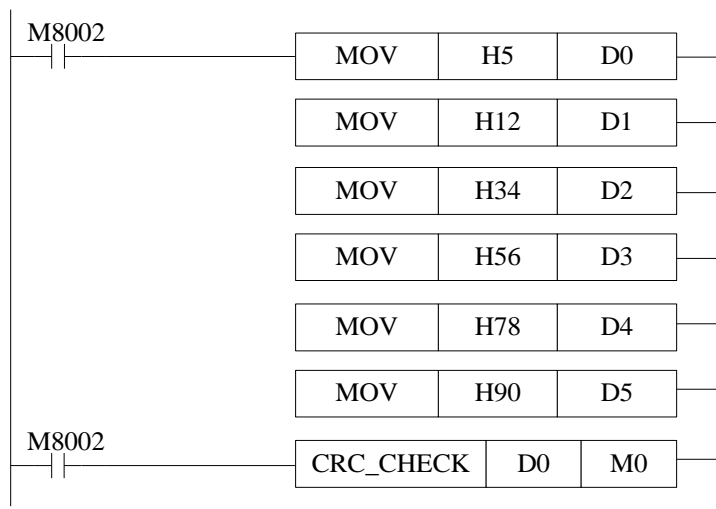 M8002
MOV H5 D0
MOV H12 D1
MOV H34 D2
MOV H56 D3
MOV H78 D4
MOV H90 D5
M8002
CRC_CHECK D0 M0